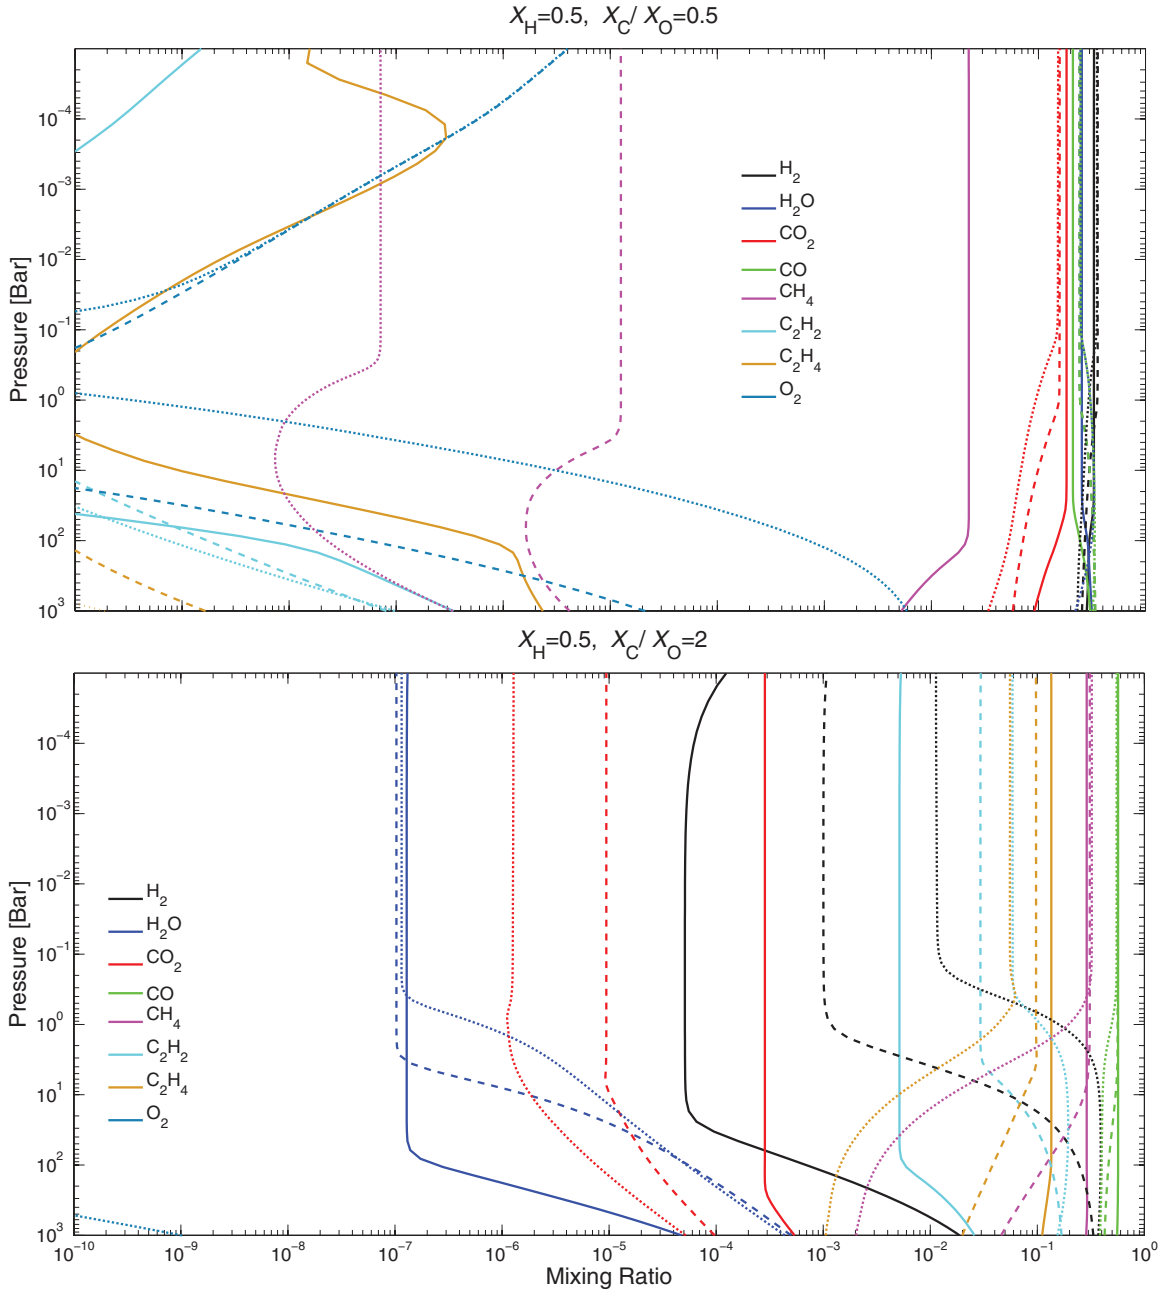 X_H=0.5, X_C/ X_O=0.5
10^−4
10^−3
10^−2
10^−1
10^0
10^1
10^2
10^3
Pressure [Bar]
H_2
H_2O
CO_2
CO
CH_4
C_2H_2
C_2H_4
O_2
X_H=0.5, X_C/ X_O=2
10^−4
10^−3
10^−2
10^−1
10^0
10^1
10^2
10^3
Pressure [Bar]
H_2
H_2O
CO_2
CO
CH_4
C_2H_2
C_2H_4
O_2
10^−10 10^−9 10^−8 10^−7 10^−6 10^−5 10^−4 10^−3 10^−2 10^−1 10^0
Mixing Ratio